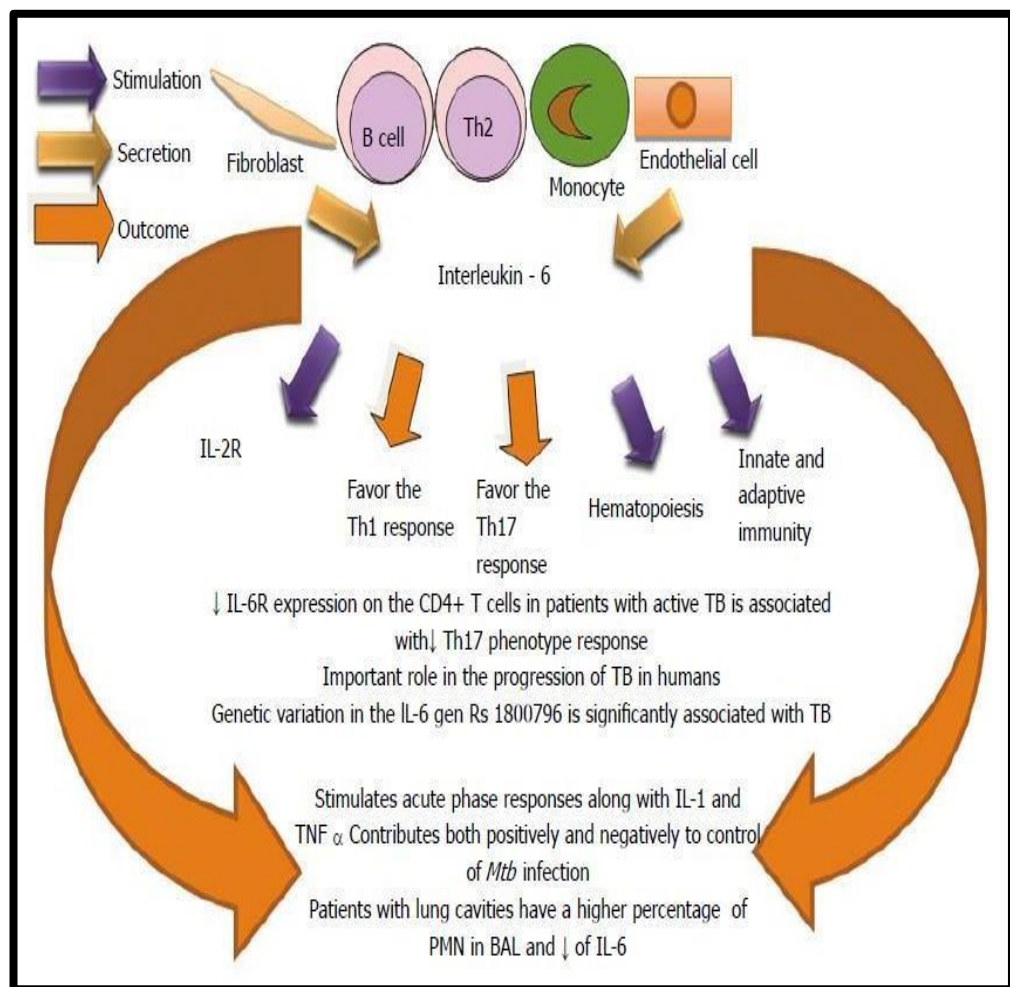 Stimulation
Secretion
Outcome
Fibroblast
B cell
Th2
Monocyte
Endothelial cell
Interleukin - 6
IL-2R
Favor the
Th1 response
Favor the
Th17
response
Hematopoiesis
Innate and
adaptive
immunity
↓ IL-6R expression on the CD4+ T cells in patients with active TB is associated
with↓ Th17 phenotype response
Important role in the progression of TB in humans
Genetic variation in the lL-6 gen Rs 1800796 is significantly associated with TB
Stimulates acute phase responses along with IL-1 and
TNF α Contributes both positively and negatively to control
of Mtb infection
Patients with lung cavities have a higher percentage of
PMN in BAL and ↓ of IL-6